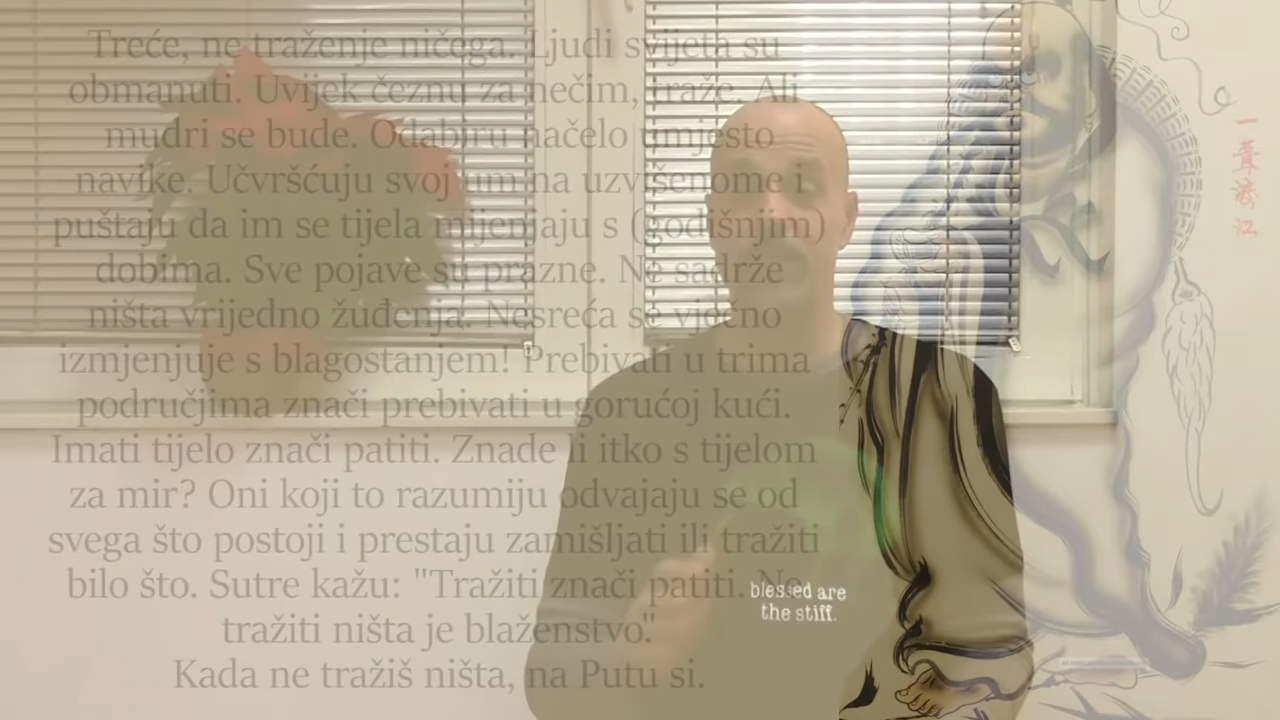 Treće, ne traženje ničega. Ljudi svijeta su
obmanuti. Uvijek čeznu za nečim, traže. Ali
mudri se bude. Odabiru načelo umjesto
navike. Učvršćuju svoj um na uzvišenome i
puštaju da im se tijela mijenjaju s (godišnjim)
dobima. Sve pojave su prazne. Ne sadrže
ništa vrijedno žuđenja. Nesreća se vječno
izmjenjuje s blagostanjem! Prebivati u trima
područjima znači prebivati u gorućoj kući.
Imati tijelo znači patiti. Znade li itko s tijelom
za mir? Oni koji to razumiju odvajaju se od
svega što postoji i prestaju zamišljati ili tražiti
bilo što. Sutre kažu: "Tražiti znači patiti. Ne
tražiti ništa je blaženstvo."
Kada ne tražiš ništa, na Putu si.
blessed are
the stiff.
一葦渡江